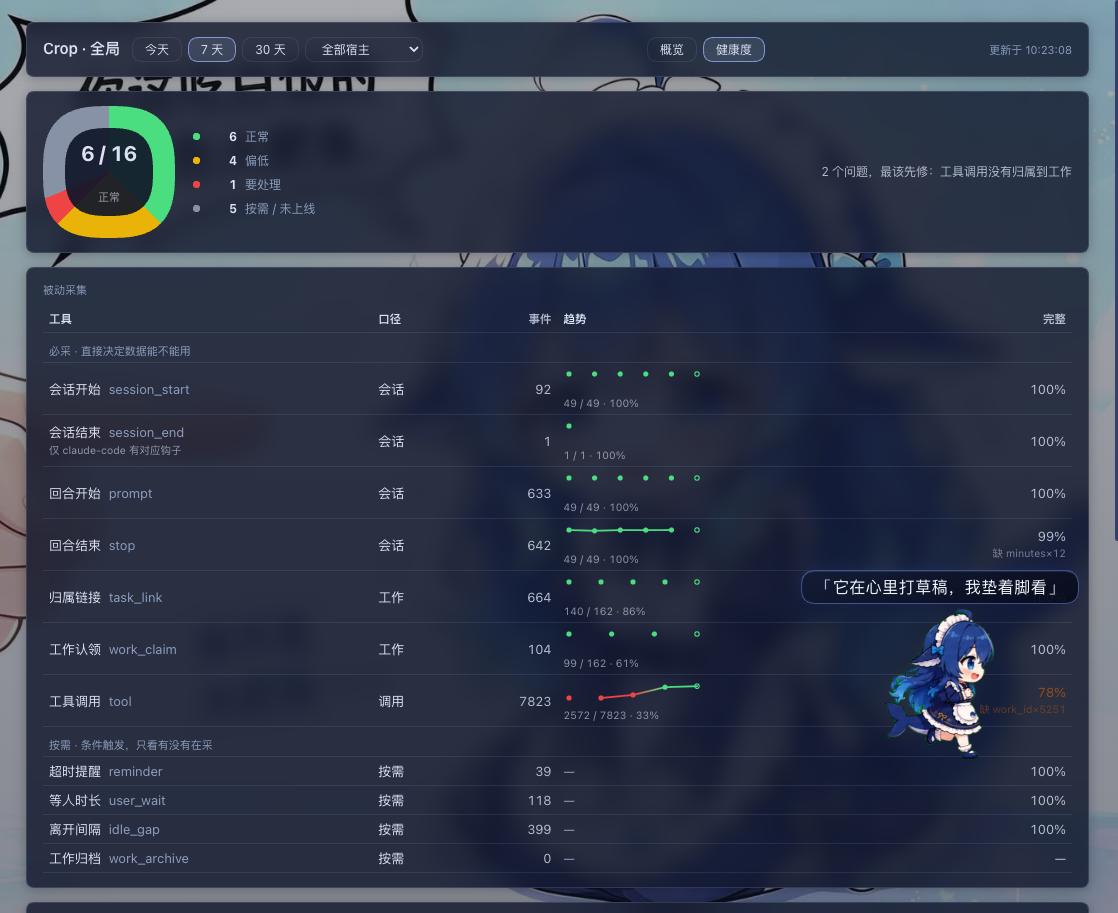 Crop · 全局 今天 7 天 30 天 全部宿主 概览 健康度 更新于 10:23:08
6 / 16
正常
6 正常
4 偏低
1 要处理
5 按需 / 未上线
2 个问题，最该先修：工具调用没有归属到工作
被动采集
工具 口径 事件 趋势 完整
必采 · 直接决定数据能不能用
会话开始 session_start 会话 92 49 / 49 · 100% 100%
会话结束 session_end 会话 1 1 / 1 · 100% 100%
仅 claude-code 有对应钩子
回合开始 prompt 会话 633 49 / 49 · 100% 100%
回合结束 stop 会话 642 49 / 49 · 100% 99%
缺 minutes×12
「它在心里打草稿，我垫着脚看」
归属链接 task_link 工作 664 140 / 162 · 86%
工作认领 work_claim 工作 104 99 / 162 · 61% 100%
工具调用 tool 调用 7823 2572 / 7823 · 33% 78%
缺 work_id×5251
按需 · 条件触发，只看有没有在采
超时提醒 reminder 按需 39 — 100%
等人时长 user_wait 按需 118 — 100%
离开间隔 idle_gap 按需 399 — 100%
工作归档 work_archive 按需 0 — —